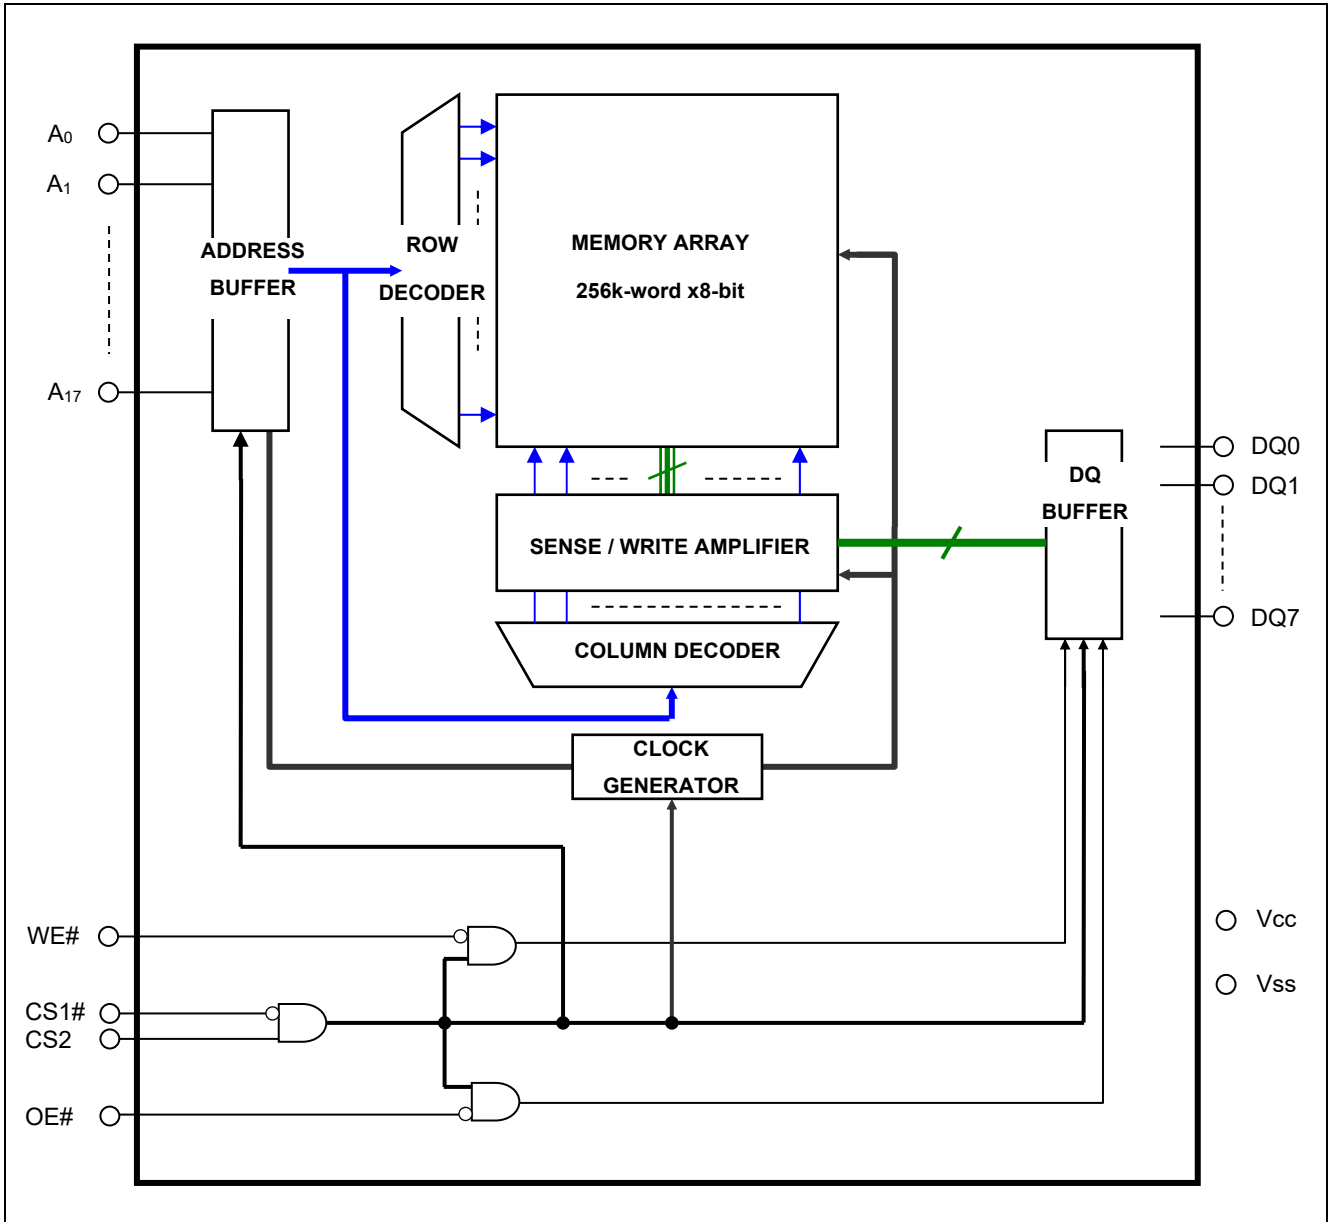 A0
A1
A17
ADDRESS
BUFFER
ROW
DECODER
MEMORY ARRAY
256k-word x8-bit
SENSE / WRITE AMPLIFIER
COLUMN DECODER
CLOCK
GENERATOR
DQ
BUFFER
DQ0
DQ1
DQ7
Vcc
Vss
WE#
CS1#
CS2
OE#